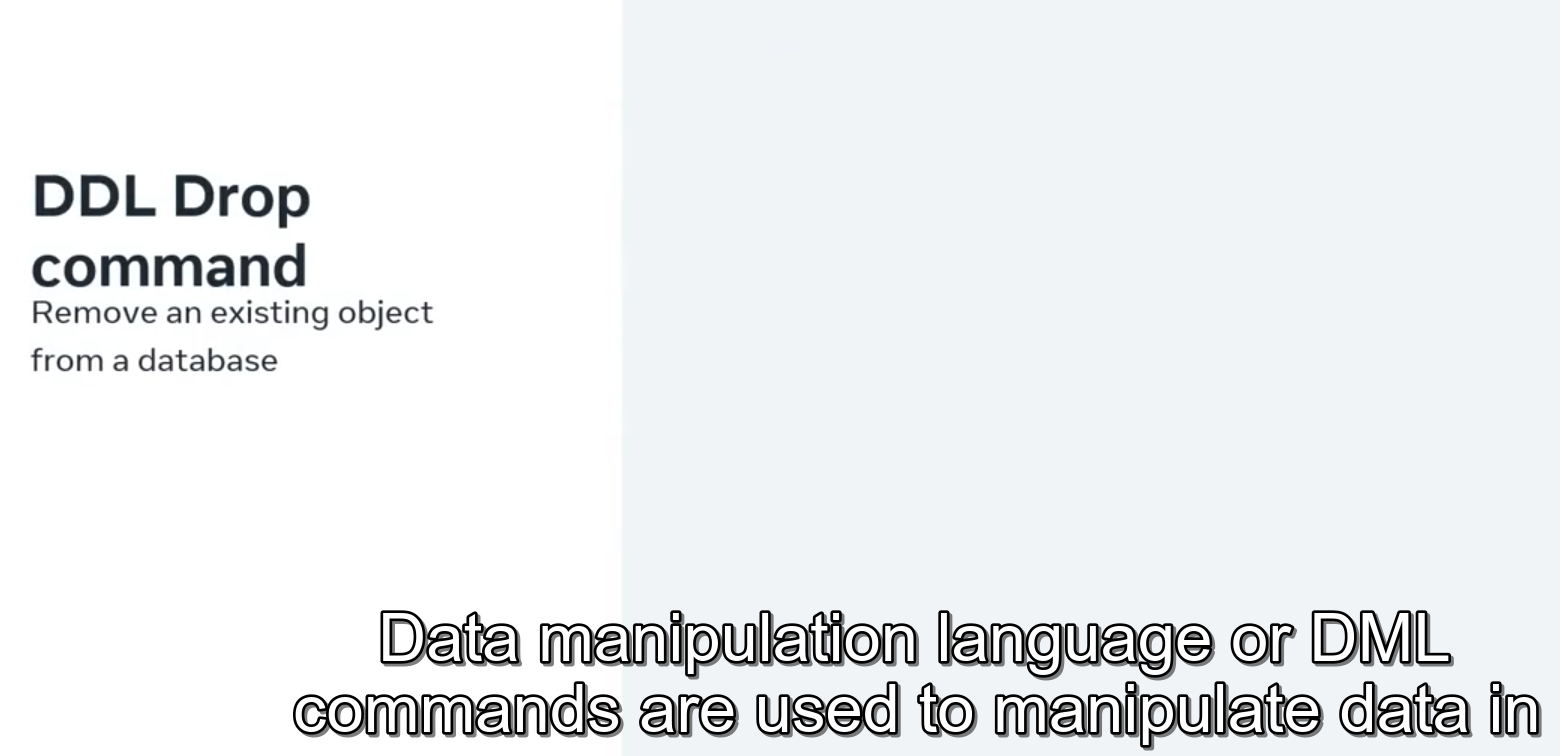 DDL Drop
command
Remove an existing object
from a database
Data manipulation language or DML
commands are used to manipulate data in